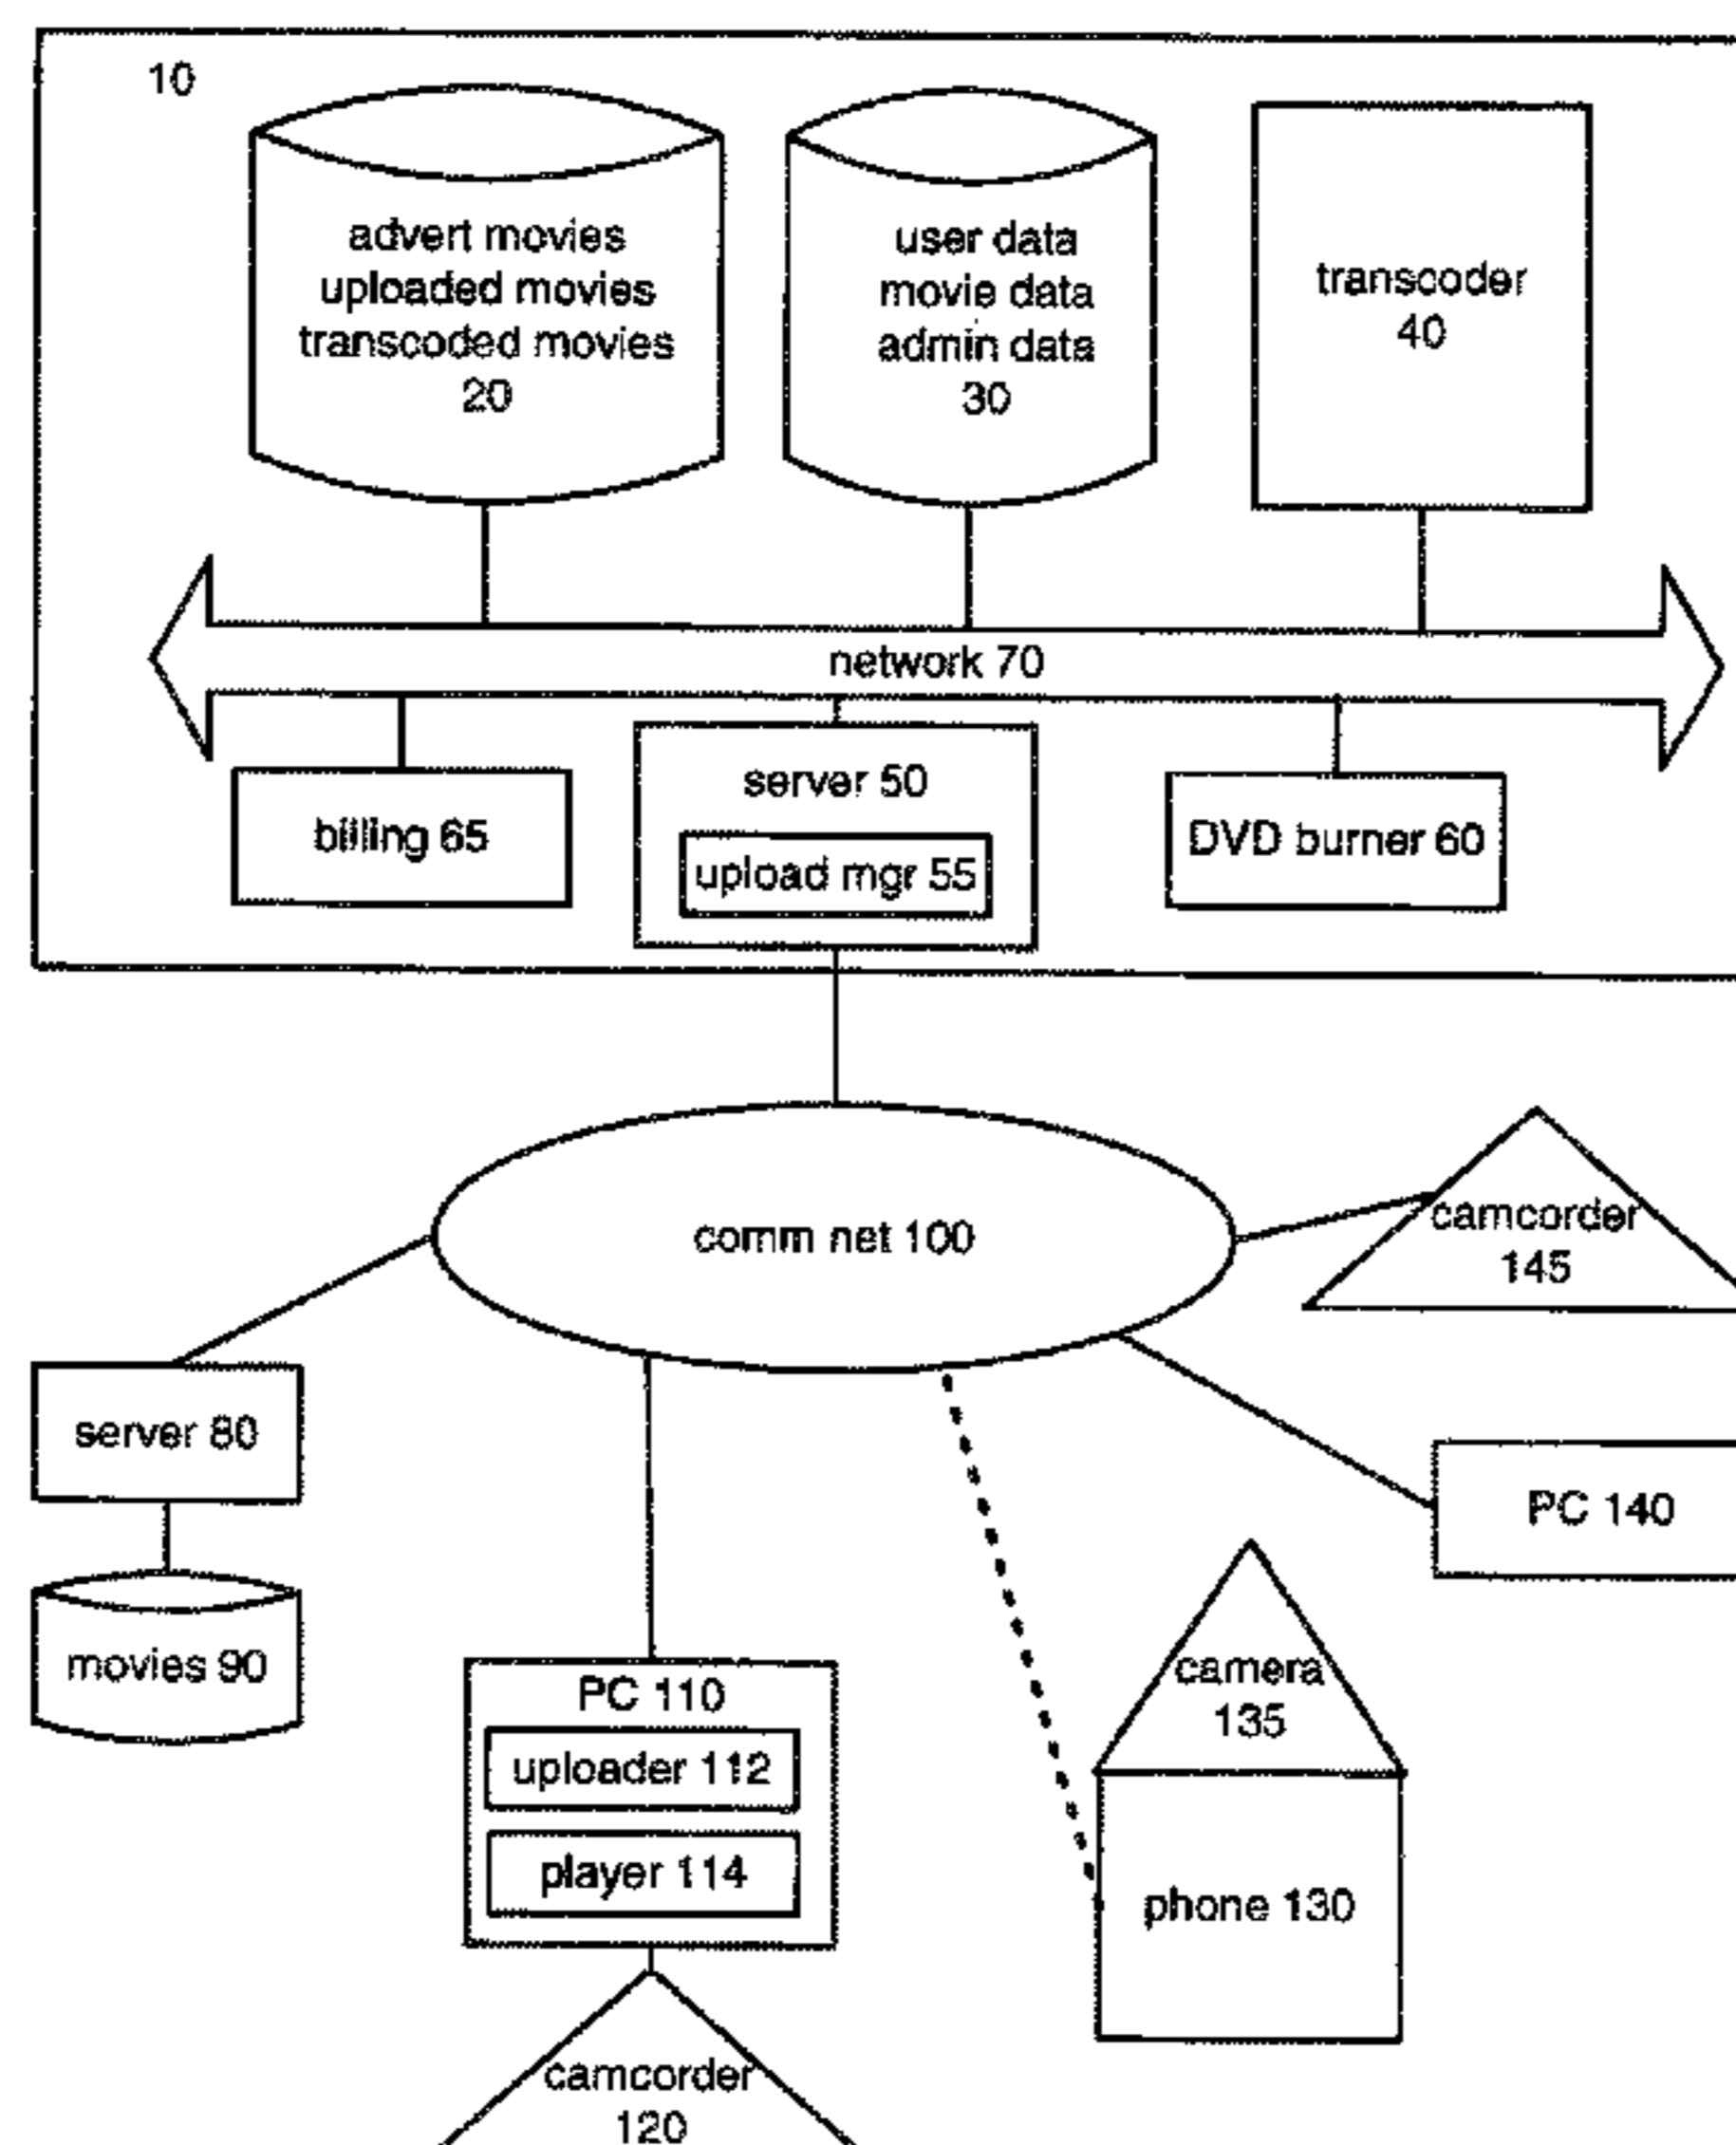 10
advert movies
uploaded movies
transcoded movies
20
user data
movie data
admin data
30
transcoder
40
network 70
billing 65
server 50
upload mgr 55
DVD burner 60
comm net 100
camcorder
145
server 80
PC 140
movies 90
camera
135
PC 110
uploader 112
player 114
phone 130
camcorder
120